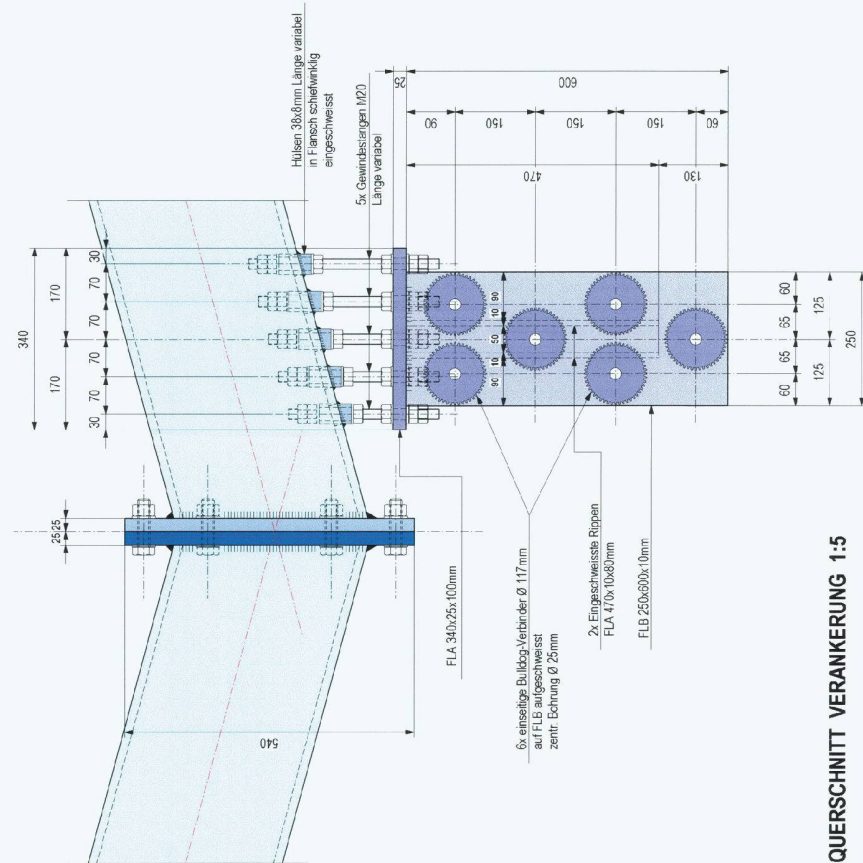 Hülsen 38x8mm Länge variabel
in Flansch schiefwinklig
eingeschweisst
5x Gewindestangen M20
Länge variabel
340
170
170
30
70
70
70
70
30
25
600
90
150
150
150
60
470
130
90
10
50
10
90
60
65
65
60
125
125
250
2525
540
FLA 340x25x100mm
6x einseitige Bulldog-Verbinder Ø 117mm
auf FLB aufgeschweisst
zentr. Bohrung Ø 25mm
2x Eingeschweisste Rippen
FLA 470x10x80mm
FLB 250x600x10mm
QUERSCHNITT VERANKERUNG 1:5